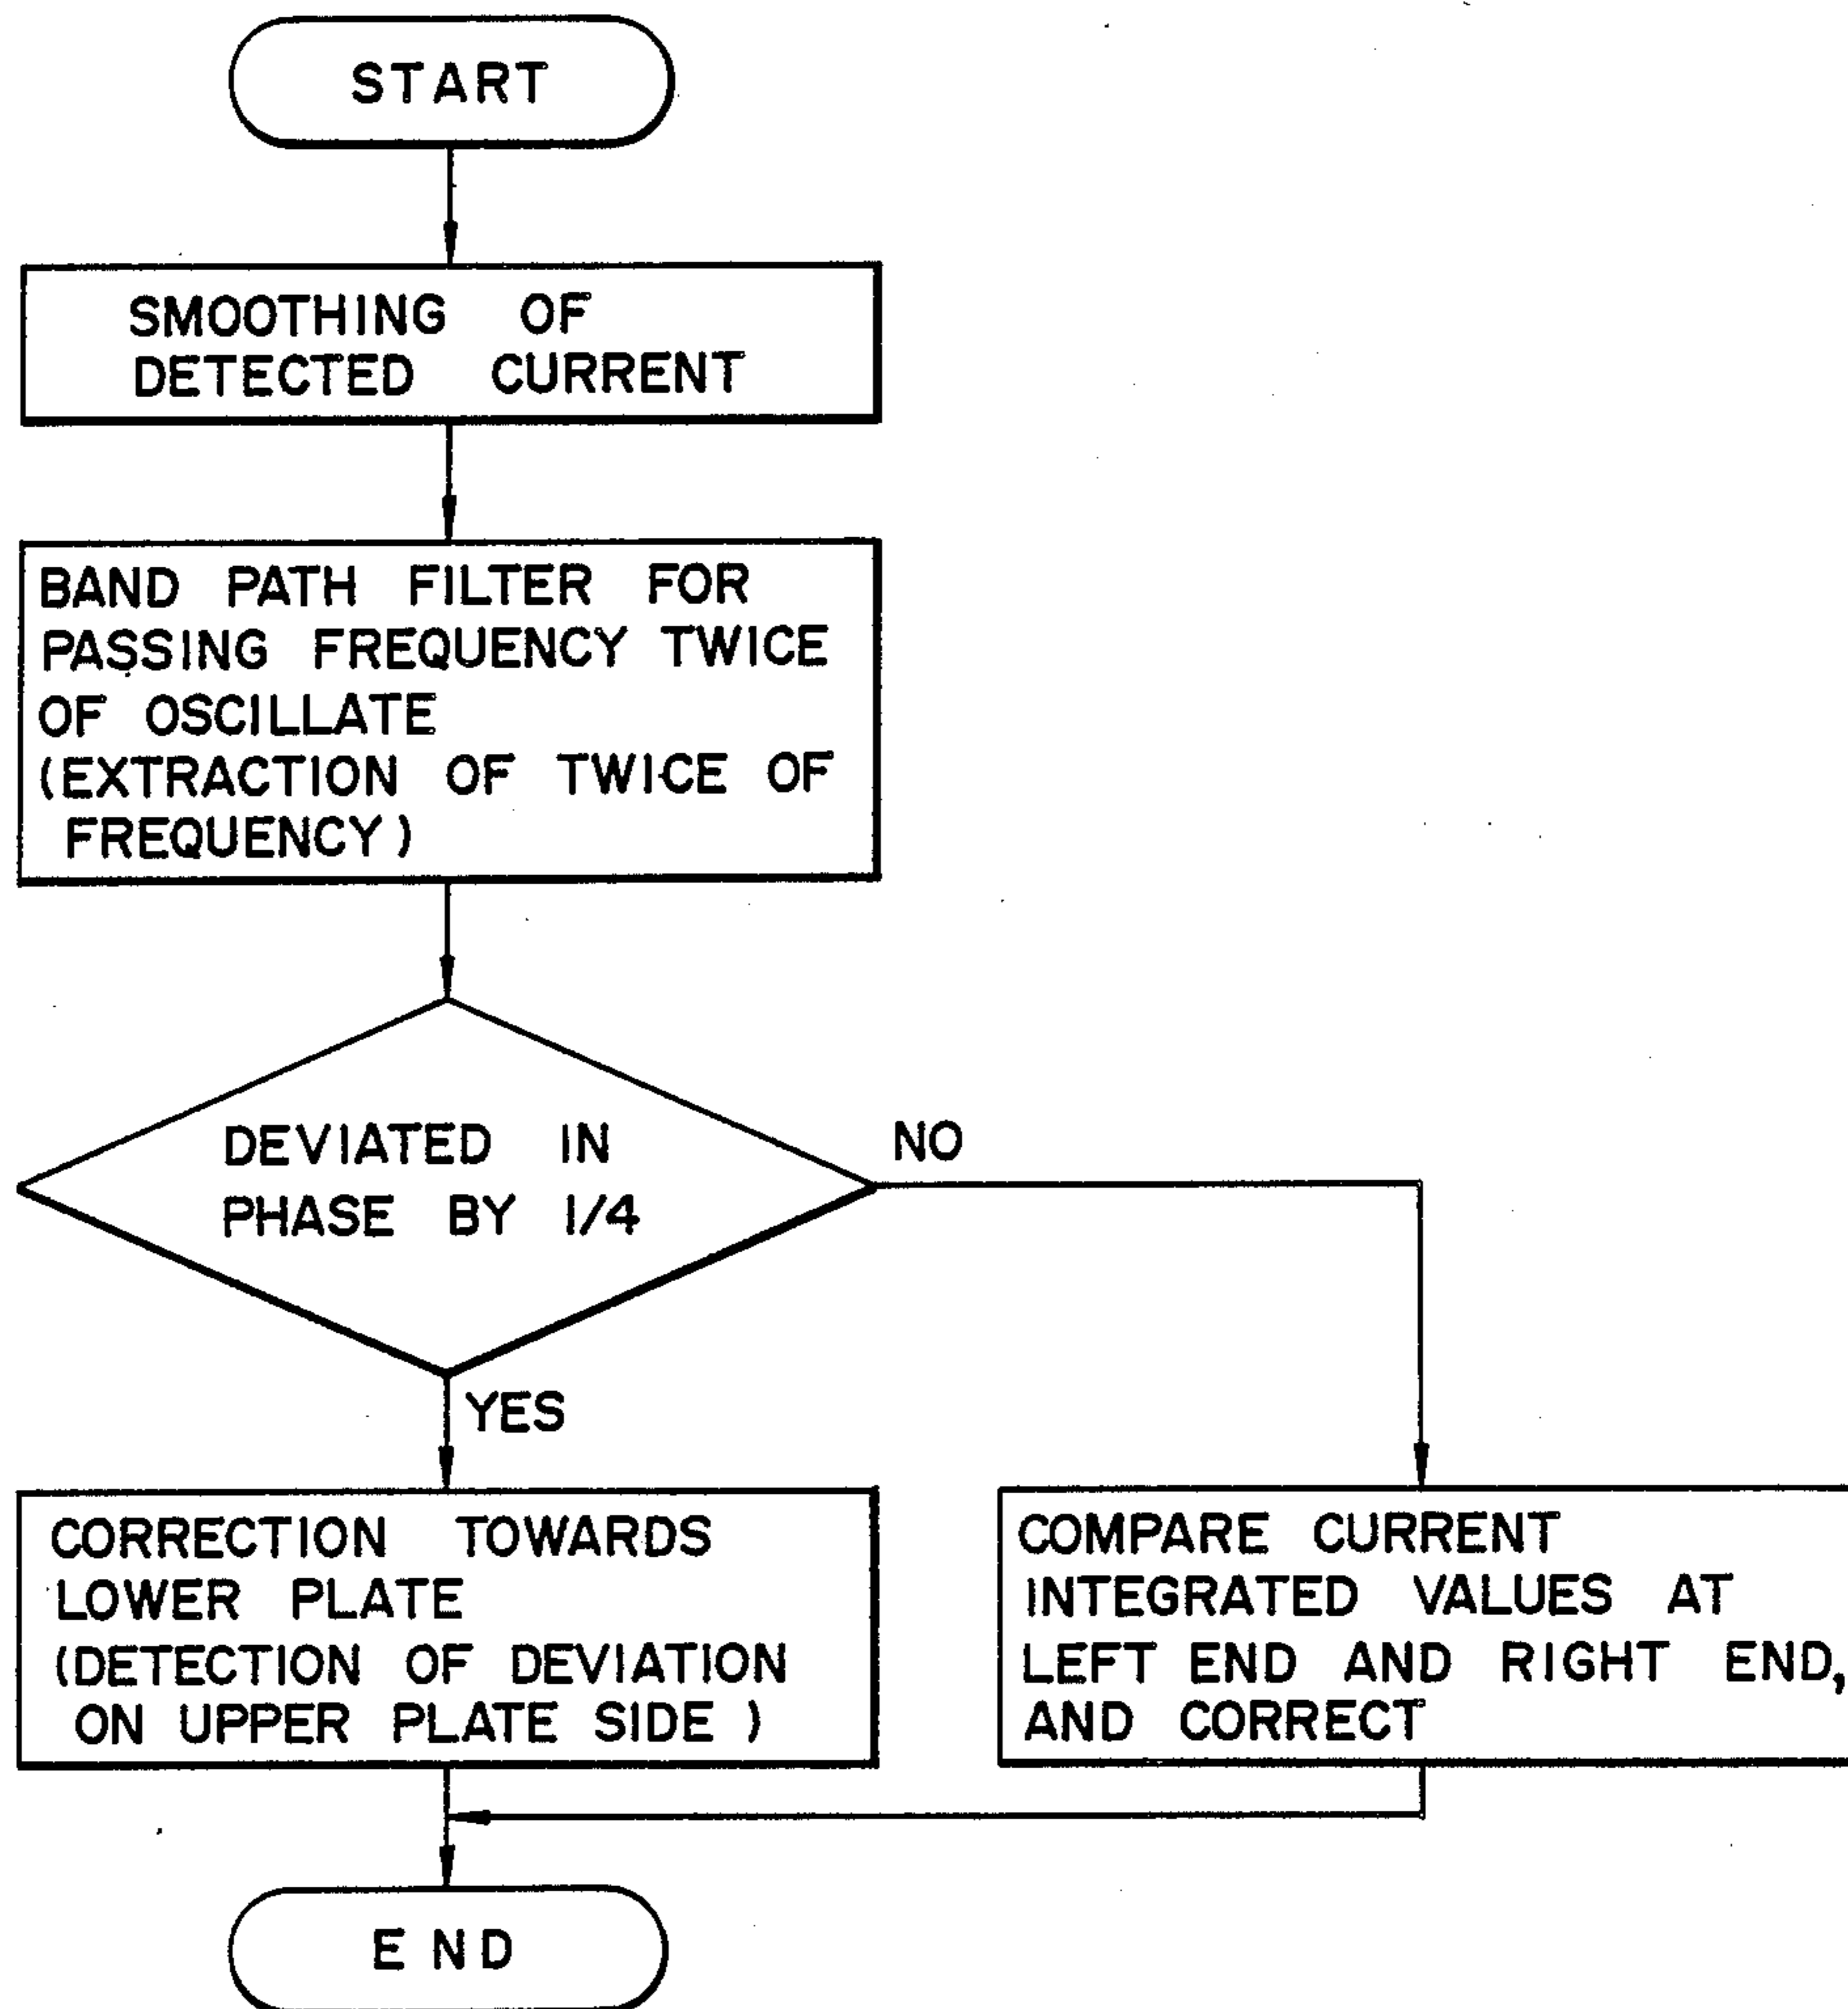 START
SMOOTHING OF
DETECTED CURRENT
BAND PATH FILTER FOR
PASSING FREQUENCY TWICE
OF OSCILLATE
(EXTRACTION OF TWICE OF
FREQUENCY)
DEVIATED IN
PHASE BY 1/4
NO
YES
CORRECTION TOWARDS
LOWER PLATE
(DETECTION OF DEVIATION
ON UPPER PLATE SIDE )
COMPARE CURRENT
INTEGRATED VALUES AT
LEFT END AND RIGHT END,
AND CORRECT
END